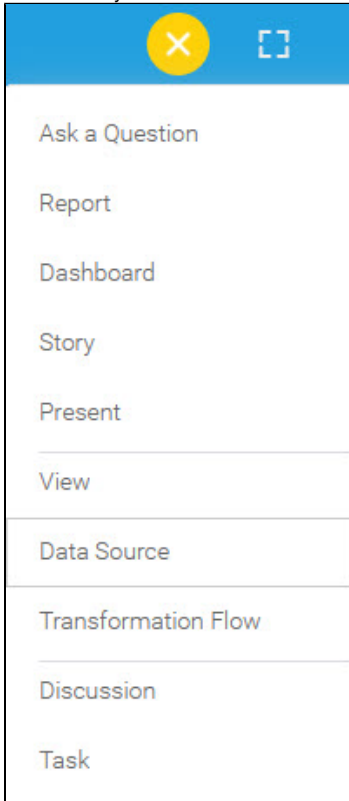 Ask a Question
Report
Dashboard
Story
Present
View
Data Source
Transformation Flow
Discussion
Task